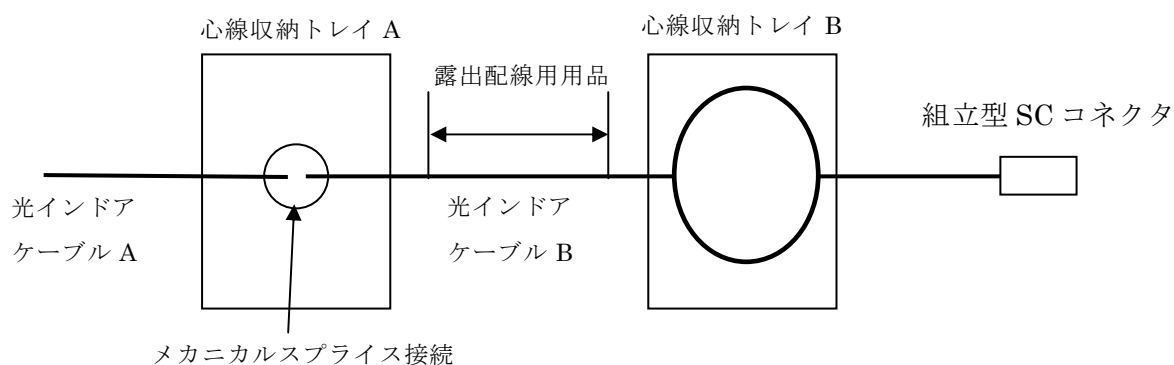 心線収納トレイ A
心線収納トレイ B
露出配線用用品
組立型 SC コネクタ
光インドア
ケーブル A
光インドア
ケーブル B
メカニカルスプライス接続